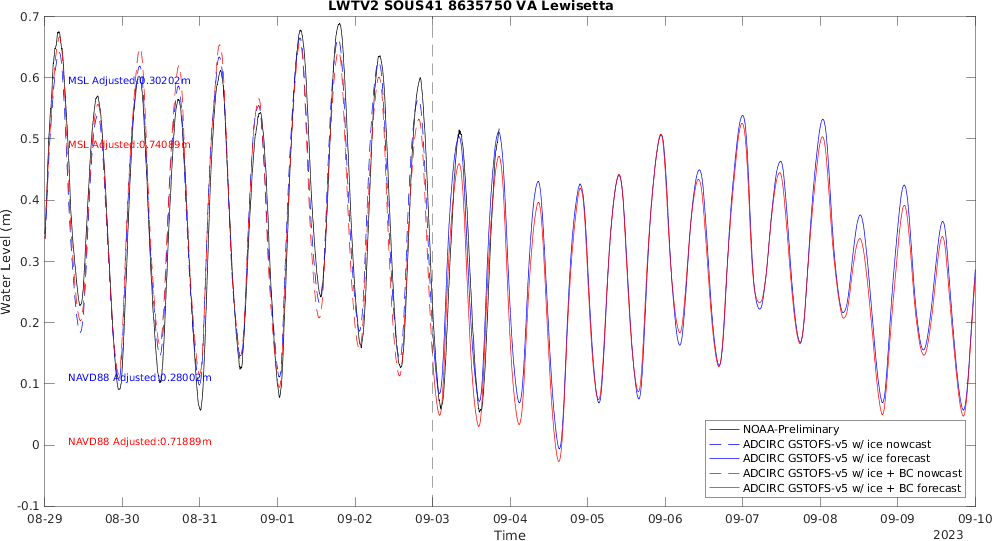 LWTV2 SOUS41 8635750 VA Lewisetta
0.7
0.6
0.5
0.4
0.3
0.2
0.1
0
-0.1
Water Level (m)
MSL Adjusted:0.30202m
MSL Adjusted:0.74089m
NAVD88 Adjusted:0.28002m
NAVD88 Adjusted:0.71889m
NOAA-Preliminary
ADCIRC GSTOFS-v5 w/ ice nowcast
ADCIRC GSTOFS-v5 w/ ice forecast
ADCIRC GSTOFS-v5 w/ ice + BC nowcast
ADCIRC GSTOFS-v5 w/ ice + BC forecast
08-29 08-30 08-31 09-01 09-02 09-03 09-04 09-05 09-06 09-07 09-08 09-09 09-10
Time
2023